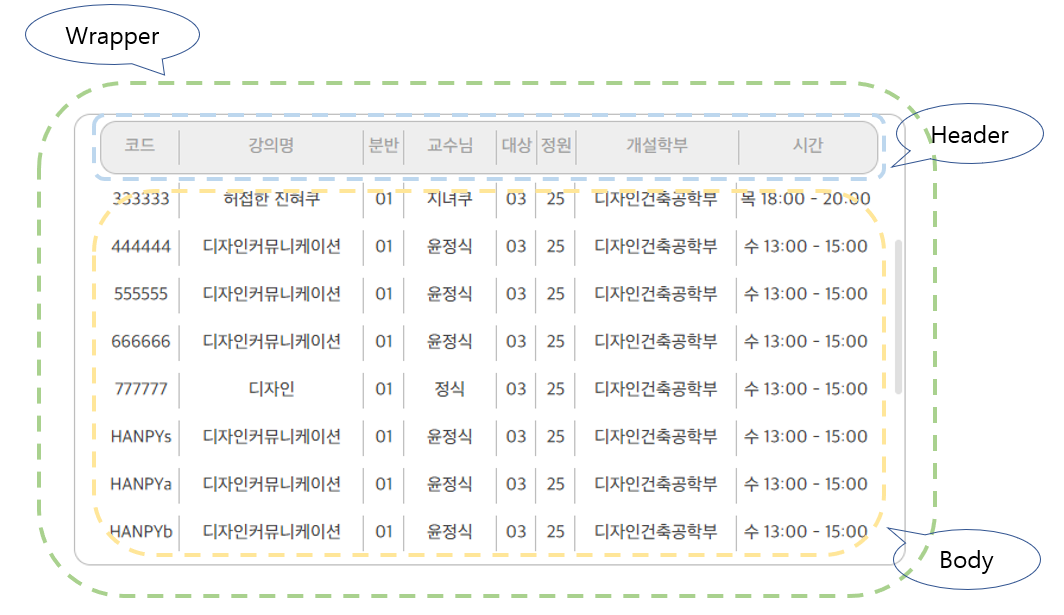 Wrapper
Header
코드 강의명 분반 교수님 대상 정원 개설학부 시간
333333 허접한 진혀쿠 01 지녀쿠 03 25 디자인건축공학부 목 18:00 - 20:00
444444 디자인커뮤니케이션 01 윤정식 03 25 디자인건축공학부 수 13:00 - 15:00
555555 디자인커뮤니케이션 01 윤정식 03 25 디자인건축공학부 수 13:00 - 15:00
666666 디자인커뮤니케이션 01 윤정식 03 25 디자인건축공학부 수 13:00 - 15:00
777777 디자인 01 정식 03 25 디자인건축공학부 수 13:00 - 15:00
HANPYs 디자인커뮤니케이션 01 윤정식 03 25 디자인건축공학부 수 13:00 - 15:00
HANPYa 디자인커뮤니케이션 01 윤정식 03 25 디자인건축공학부 수 13:00 - 15:00
HANPYb 디자인커뮤니케이션 01 윤정식 03 25 디자인건축공학부 수 13:00 - 15:00
Body